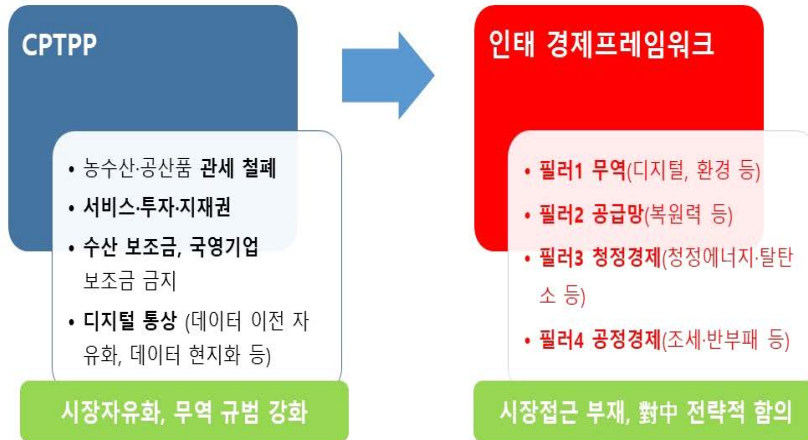 CPTPP
• 농수산·공산품 관세 철폐
• 서비스·투자·지재권
• 수산 보조금, 국영기업
보조금 금지
• 디지털 통상 (데이터 이전 자
유화, 데이터 현지화 등)
시장자유화, 무역 규범 강화
인태 경제프레임워크
• 필러1 무역(디지털, 환경 등)
• 필러2 공급망(복원력 등)
• 필러3 청정경제(청정에너지·탈탄
소 등)
• 필러4 공정경제(조세·반부패 등)
시장접근 부재, 對中 전략적 함의